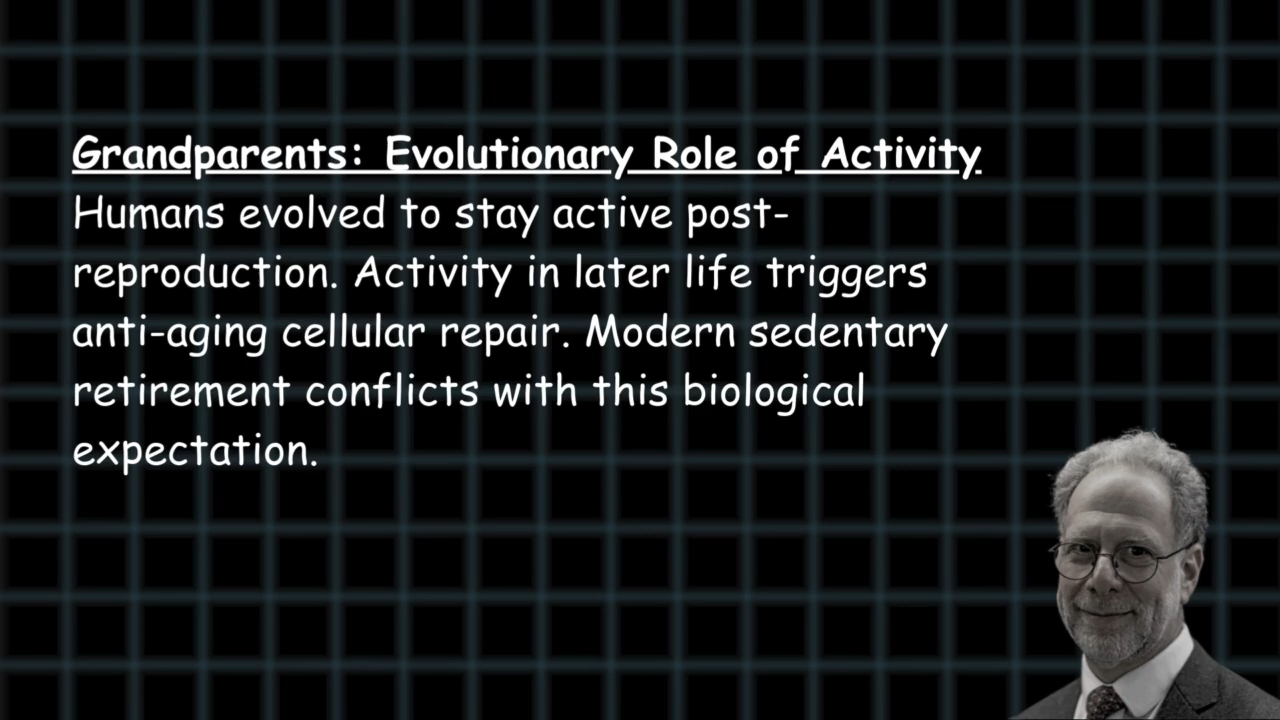 Grandparents: Evolutionary Role of Activity
Humans evolved to stay active post-
reproduction. Activity in later life triggers
anti-aging cellular repair. Modern sedentary
retirement conflicts with this biological
expectation.